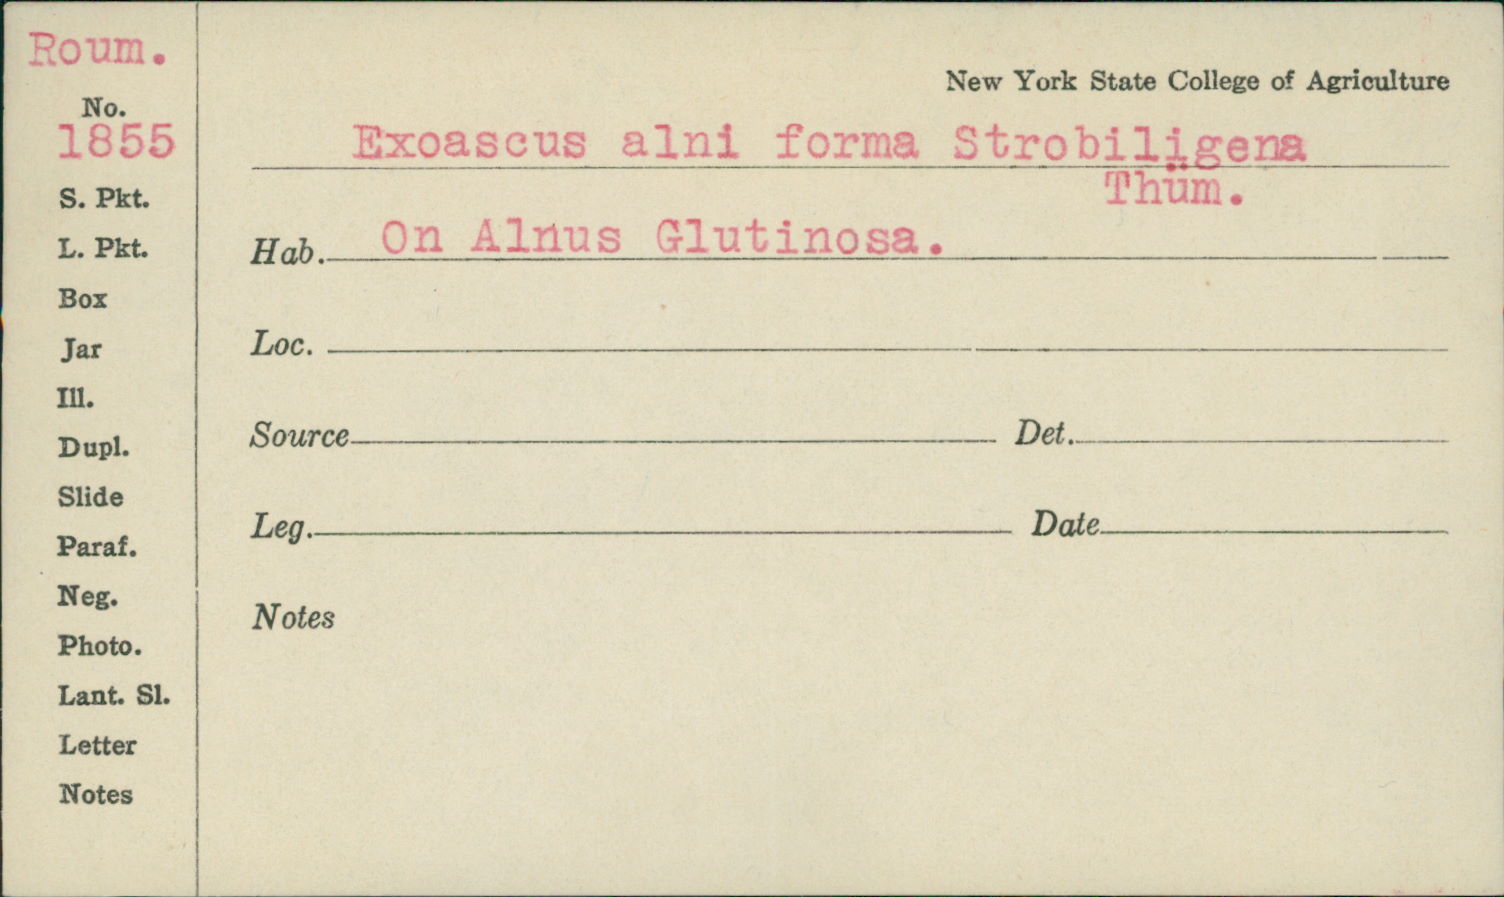 Roum.
New York State College of Agriculture
No.
1855
Exoascus alni forma Strobiligena
Thüm.
S. Pkt.
L. Pkt.
Hab. On Alnus Glutinosa.
Box
Jar
Loc.
Ill.
Dupl.
Source Det.
Slide
Leg. Date
Paraf.
Neg.
Notes
Photo.
Lant. Sl.
Letter
Notes